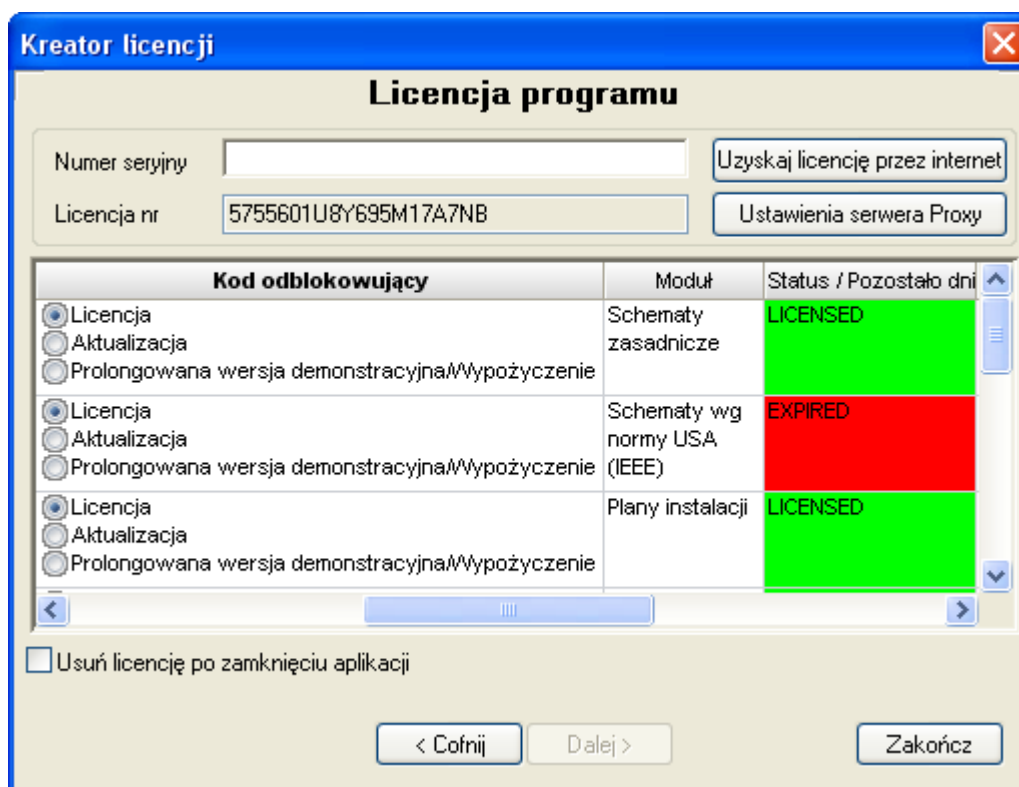 Kreator licencji
Licencja programu
Numer seryjny
Uzyskaj licencję przez internet
Licencja nr
5755601U8Y695M17A7NB
Ustawienia serwera Proxy
Kod odblokowujący
Moduł
Status / Pozostało dni
Licencja
Aktualizacja
Prolongowana wersja demonstracyjna/Wypożyczenie
Schematy
zasadnicze
LICENSED
Licencja
Aktualizacja
Prolongowana wersja demonstracyjna/Wypożyczenie
Schematy wg
normy USA
(IEEE)
EXPIRED
Licencja
Aktualizacja
Prolongowana wersja demonstracyjna/Wypożyczenie
Plany instalacji
LICENSED
Usuń licencję po zamknięciu aplikacji
< Cofnij
Dalej >
Zakończ